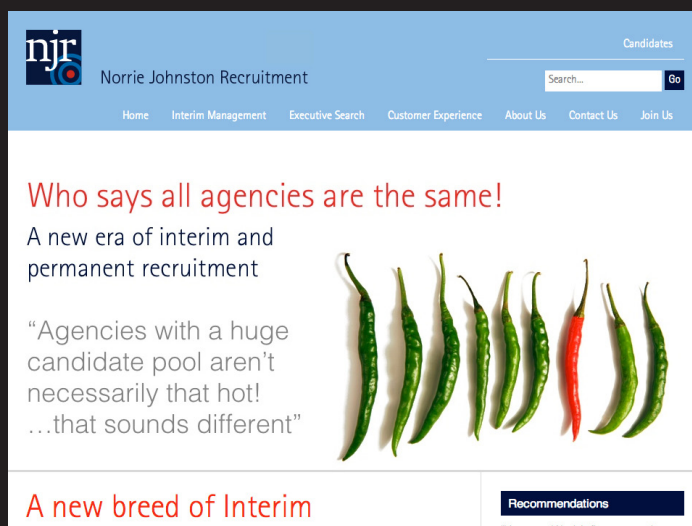 njr
Candidates
Norrie Johnston Recruitment
Search...
Go
Home Interim Management Executive Search Customer Experience About Us Contact Us Join Us
Who says all agencies are the same!
A new era of interim and
permanent recruitment
“Agencies with a huge
candidate pool aren’t
necessarily that hot!
…that sounds different”
A new breed of Interim
Recommendations